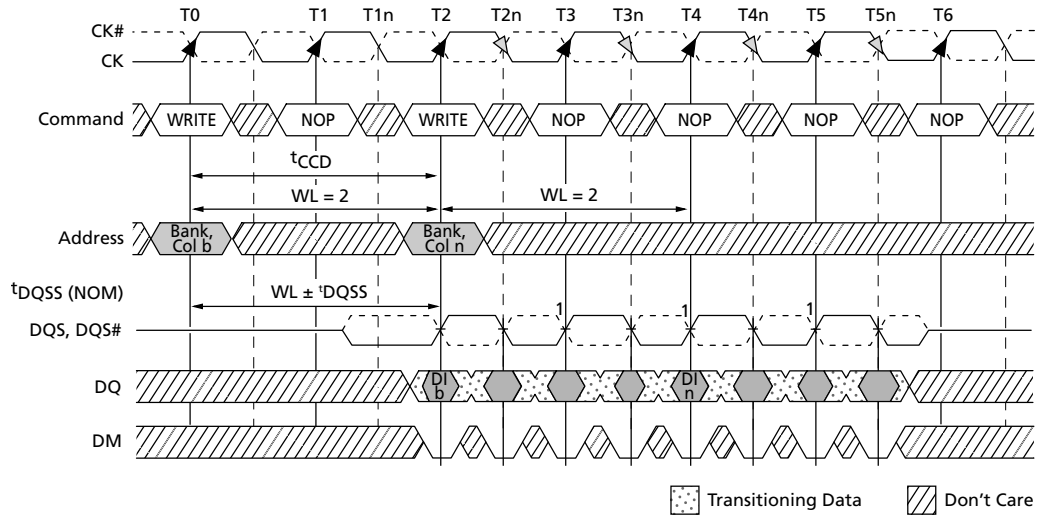 T0 T1 T1n T2 T2n T3 T3n T4 T4n T5 T5n T6
CK#
CK
Command WRITE NOP WRITE NOP NOP NOP NOP
tCCD
WL = 2 WL = 2
Address Bank, Col b Bank, Col n
tDQSS (NOM) WL ± tDQSS
1 1 1
DQS, DQS#
DQ DI b DI n
DM
Transitioning Data Don't Care